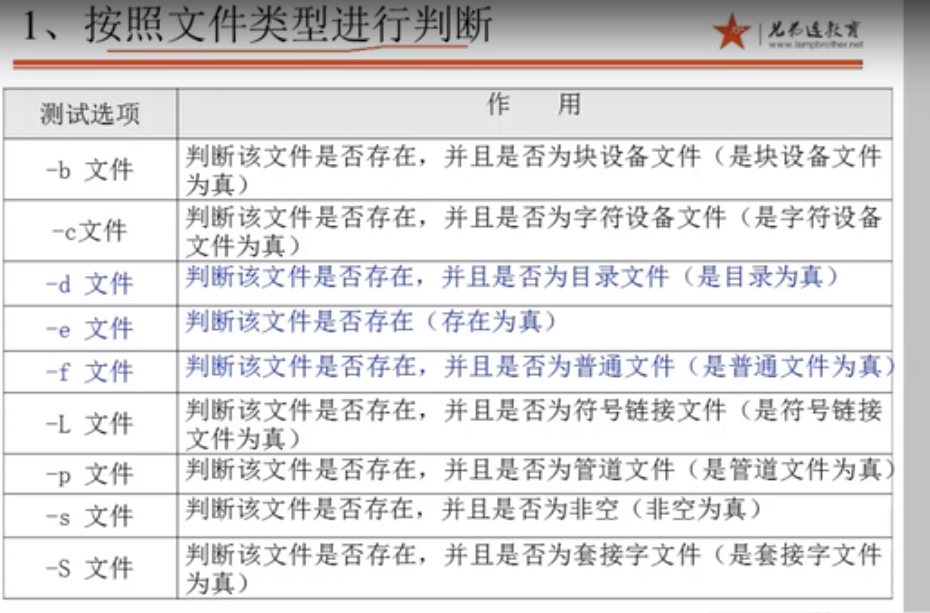 1、按照文件类型进行判断
兄弟连教育
www.lampbrother.net
测试选项
作 用
-b 文件
判断该文件是否存在，并且是否为块设备文件（是块设备文件
为真）
-c文件
判断该文件是否存在，并且是否为字符设备文件（是字符设备
文件为真）
-d 文件
判断该文件是否存在，并且是否为目录文件（是目录为真）
-e 文件
判断该文件是否存在（存在为真）
-f 文件
判断该文件是否存在，并且是否为普通文件（是普通文件为真）
-L 文件
判断该文件是否存在，并且是否为符号链接文件（是符号链接
文件为真）
-p 文件
判断该文件是否存在，并且是否为管道文件（是管道文件为真）
-s 文件
判断该文件是否存在，并且是否为非空（非空为真）
-S 文件
判断该文件是否存在，并且是否为套接字文件（是套接字文件
为真）